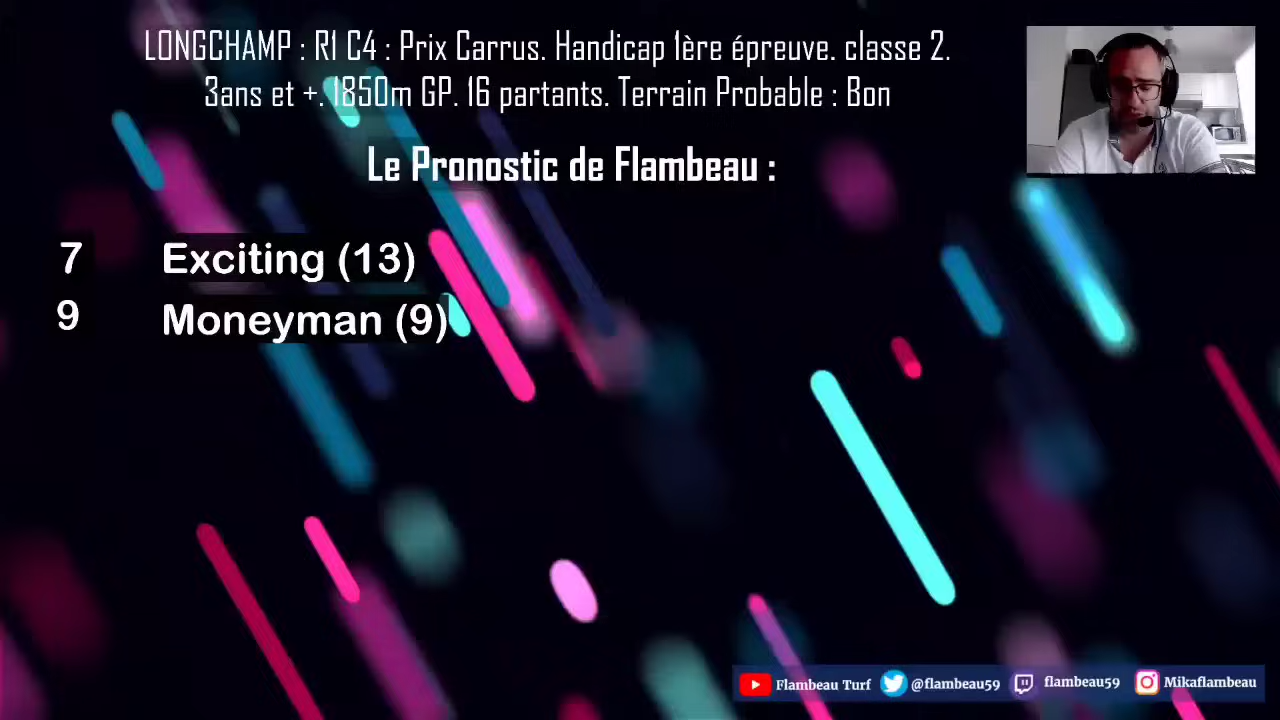 LONGCHAMP : R1 C4 : Prix Carrus. Handicap 1ère épreuve. classe 2.
3ans et +. 1850m GP. 16 partants. Terrain Probable : Bon
Le Pronostic de Flambeau :
7 Exciting (13)
9 Moneyman (9)
Flambeau Turf @flambeau59 flambeau59 Mikaflambeau